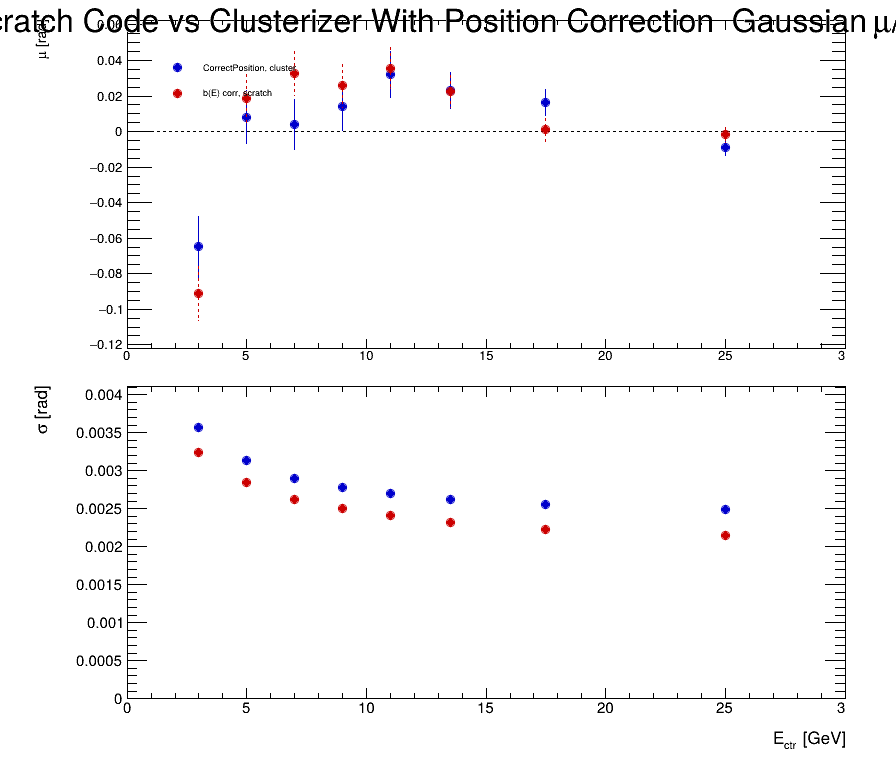 cratch Code vs Clusterizer With Position Correction Gaussian μ/
μ [rad]
0.06
0.04
0.02
0
−0.02
−0.04
−0.06
−0.08
−0.1
−0.12
CorrectPosition, cluster
b(E) corr, scratch
0 5 10 15 20 25 3
σ [rad]
0.004
0.0035
0.003
0.0025
0.002
0.0015
0.001
0.0005
0
0 5 10 15 20 25 3
E_ctr [GeV]